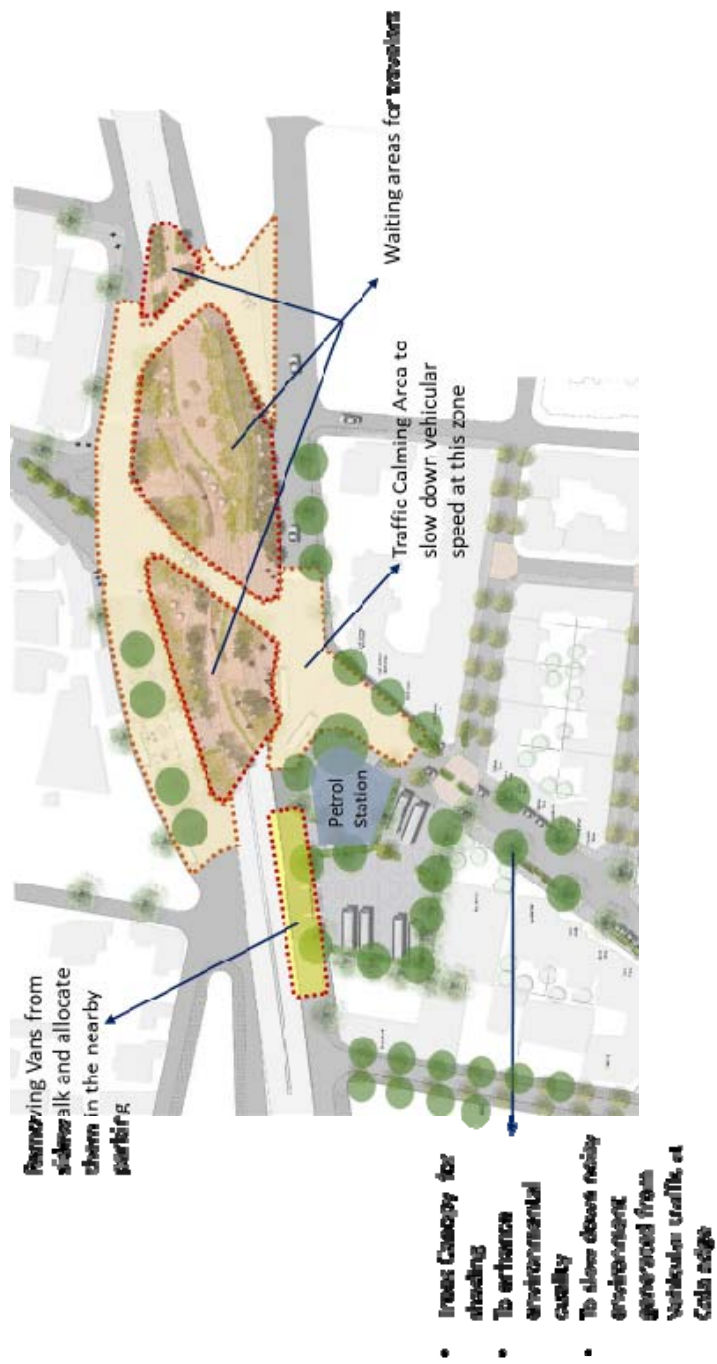 Removing Vans from
sidewalk and allocate
them in the nearby
parking
Petrol
Station
Traffic Calming Area to
slow down vehicular
speed at this zone
Waiting areas for travelers
• Trees Canopy for
shading
• To enhance
environmental
quality
• To slow down noisy
environment
generated from
vehicular traffic at
edge